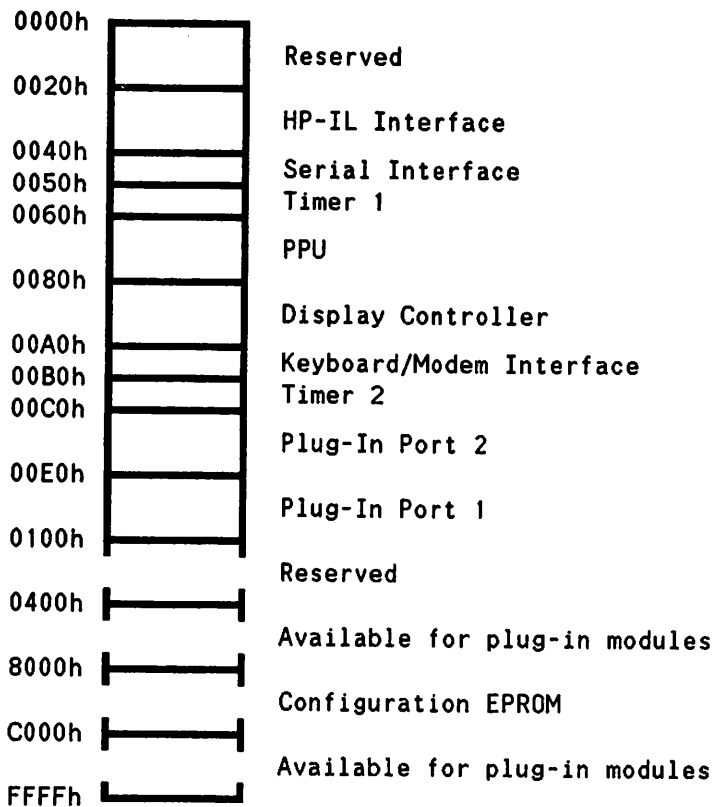 0000h
Reserved
0020h
HP-IL Interface
0040h
Serial Interface
0050h
Timer 1
0060h
PPU
0080h
Display Controller
00A0h
Keyboard/Modem Interface
00B0h
Timer 2
00C0h
Plug-In Port 2
00E0h
Plug-In Port 1
0100h
Reserved
0400h
Available for plug-in modules
8000h
Configuration EPROM
C000h
Available for plug-in modules
FFFFh